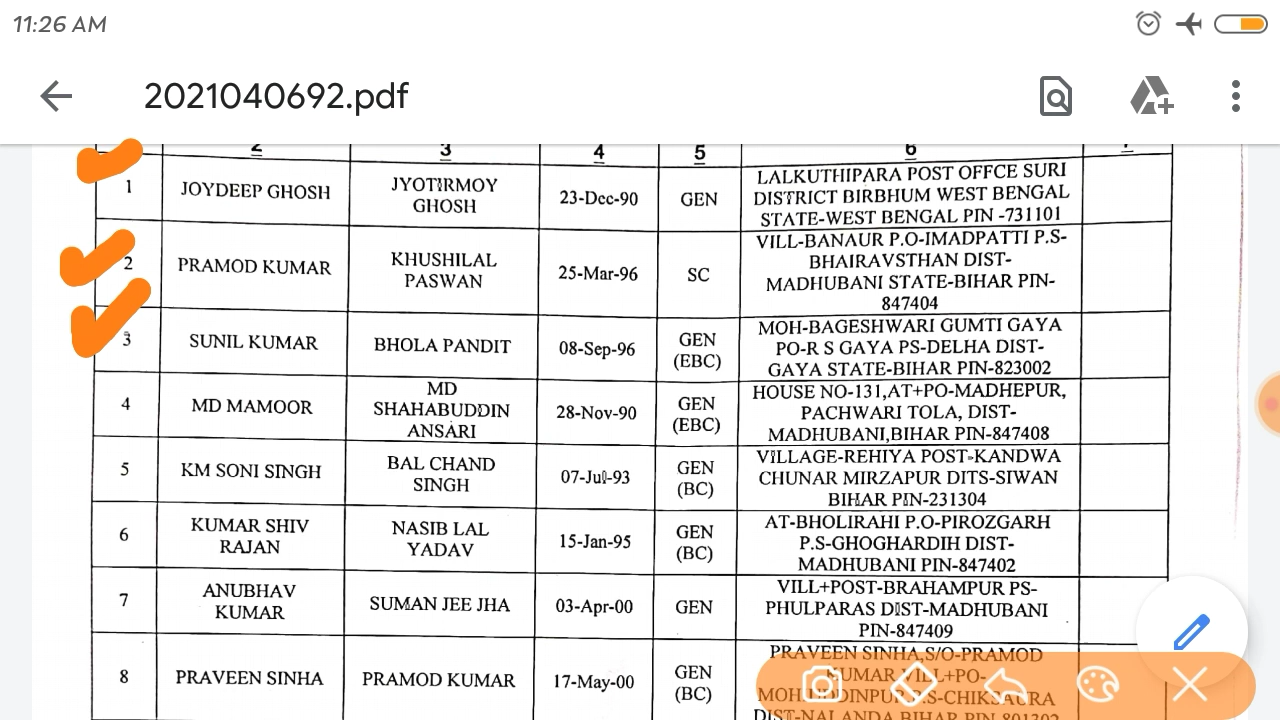 11:26 AM
2021040692.pdf
2 3 4 5 6
1 JOYDEEP GHOSH JYOTIRMOY GHOSH 23-Dec-90 GEN LALKUTHIPARA POST OFFCE SURI
DISTRICT BIRBHUM WEST BENGAL
STATE-WEST BENGAL PIN -731101
2 PRAMOD KUMAR KHUSHILAL PASWAN 25-Mar-96 SC VILL-BANAUR P.O-IMADPATTI P.S-
BHAIRAVSTHAN DIST-
MADHUBANI STATE-BIHAR PIN-
847404
3 SUNIL KUMAR BHOLA PANDIT 08-Sep-96 GEN (EBC) MOH-BAGESHWARI GUMTI GAYA
PO-R S GAYA PS-DELHA DIST-
GAYA STATE-BIHAR PIN-823002
4 MD MAMOOR MD SHAHABUDDIN ANSARI 28-Nov-90 GEN (EBC) HOUSE NO-131,AT+PO-MADHEPUR,
PACHWARI TOLA, DIST-
MADHUBANI,BIHAR PIN-847408
5 KM SONI SINGH BAL CHAND SINGH 07-Jul-93 GEN (BC) VILLAGE-REHIYA POST-KANDWA
CHUNAR MIRZAPUR DITS-SIWAN
BIHAR PIN-231304
6 KUMAR SHIV RAJAN NASIB LAL YADAV 15-Jan-95 GEN (BC) AT-BHOLIRAHI P.O-PIROZGARH
P.S-GHOGHARDIH DIST-
MADHUBANI PIN-847402
7 ANUBHAV KUMAR SUMAN JEE JHA 03-Apr-00 GEN VILL+POST-BRAHAMPUR PS-
PHULPARAS DIST-MADHUBANI
PIN-847409
8 PRAVEEN SINHA PRAMOD KUMAR 17-May-00 GEN (BC) PRAVEEN SINHA,S/O-PRAMOD
KUMAR VILL+PO-
DIST-NALANDA BIHAR PIN-801302